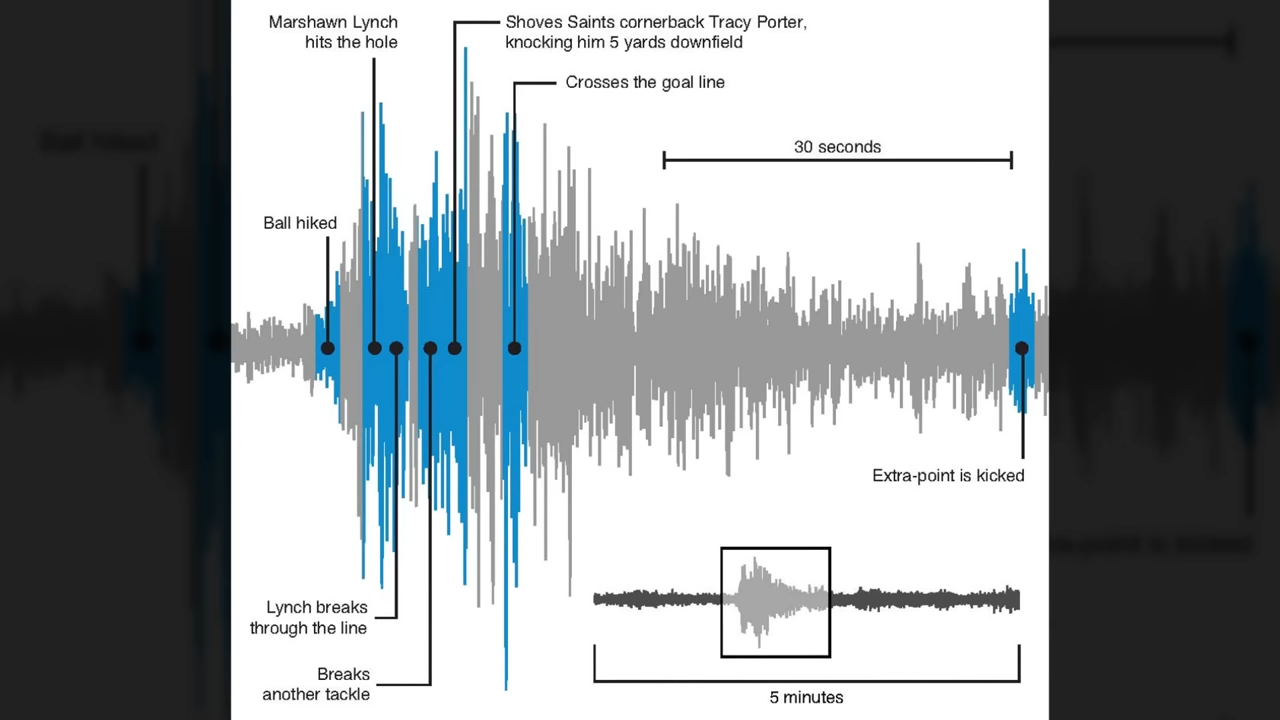 Marshawn Lynch
hits the hole
Shoves Saints cornerback Tracy Porter,
knocking him 5 yards downfield
Crosses the goal line
30 seconds
Ball hiked
Extra-point is kicked
Lynch breaks
through the line
Breaks
another tackle
5 minutes